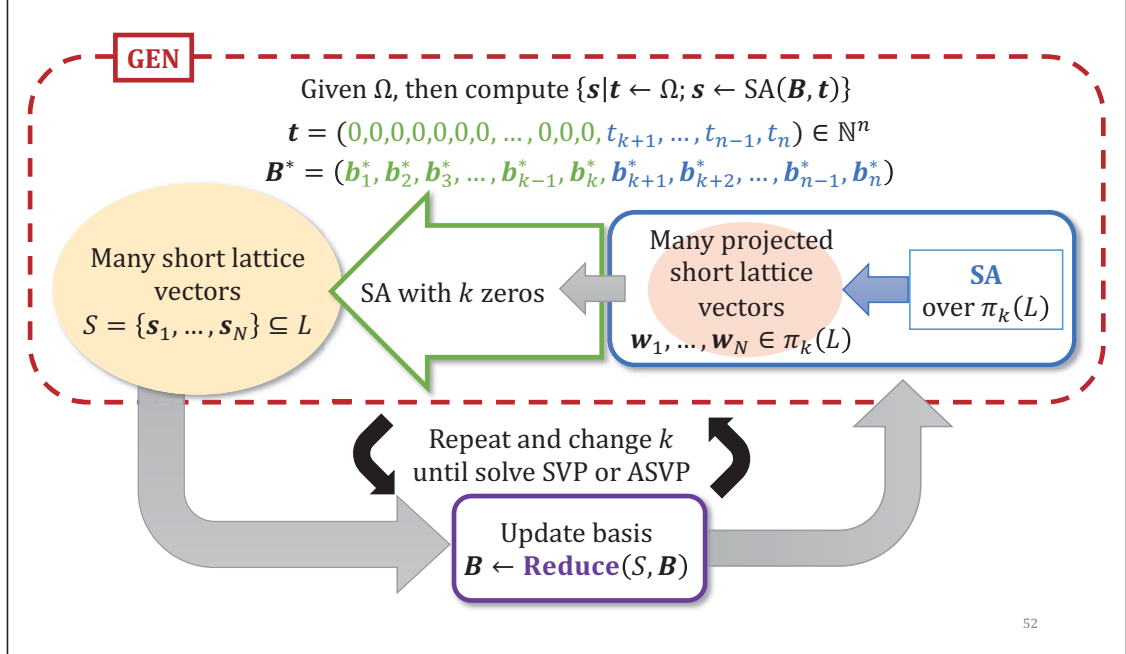 GEN
Given Ω, then compute {𝒔|𝒕 ← Ω; 𝒔 ← SA(𝑩, 𝒕)}
𝒕 = (0,0,0,0,0,0,0, … , 0,0,0, t_{k+1}, … , t_{n−1}, t_n) ∈ ℕ^n
𝑩* = (𝒃*_1, 𝒃*_2, 𝒃*_3, … , 𝒃*_{k−1}, 𝒃*_k, 𝒃*_{k+1}, 𝒃*_{k+2}, … , 𝒃*_{n−1}, 𝒃*_n)
Many short lattice
vectors
S = {𝒔_1, … , 𝒔_N} ⊆ L
SA with k zeros
Many projected
short lattice
vectors
𝒘_1, … , 𝒘_N ∈ π_k(L)
SA
over π_k(L)
Repeat and change k
until solve SVP or ASVP
Update basis
𝑩 ← Reduce(S, 𝑩)
52